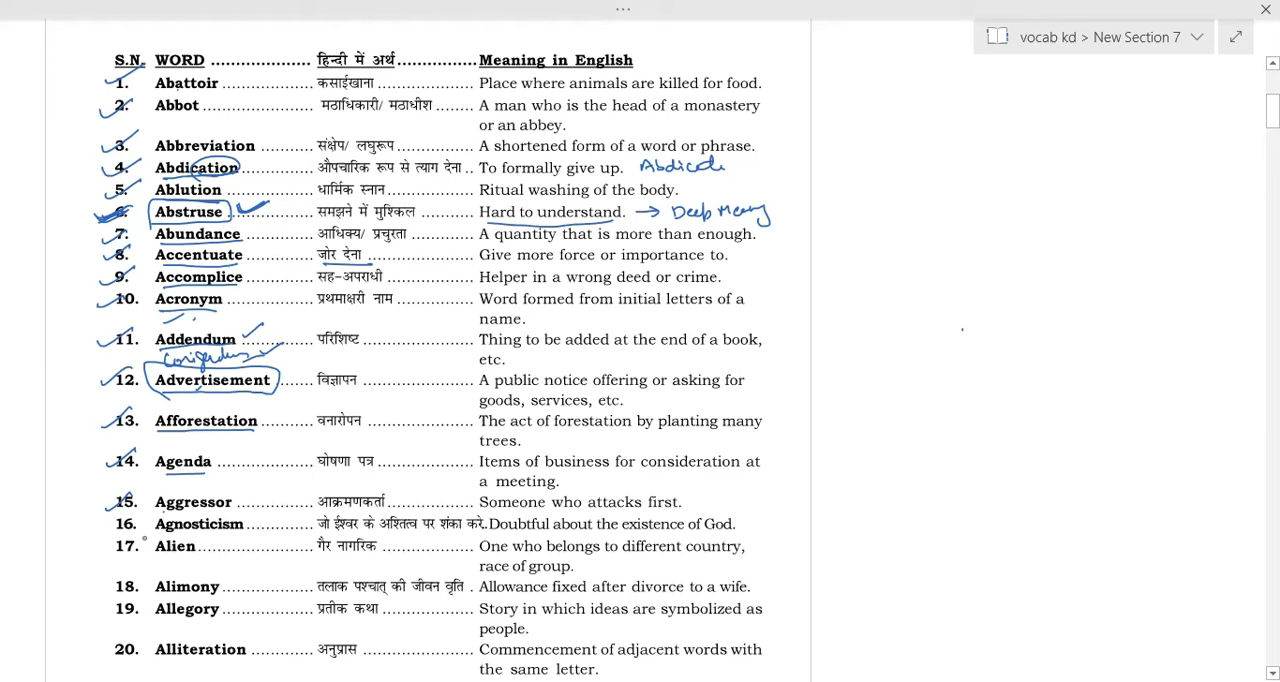 vocab kd > New Section 7
S.N. WORD .................... हिन्दी में अर्थ ............... Meaning in English
1. Abattoir .................. कसाईखाना ................... Place where animals are killed for food.
2. Abbot ...................... मठाधिकारी/ मठाधीश ........ A man who is the head of a monastery
or an abbey.
3. Abbreviation .......... संक्षेप/ लघुरूप ............... A shortened form of a word or phrase.
4. Abdication ............. औपचारिक रूप से त्याग देना .. To formally give up. Abdicate
5. Ablution ................. धार्मिक स्नान ................. Ritual washing of the body.
6. Abstruse ................ समझने में मुश्किल .......... Hard to understand. → Deep
7. Abundance ............. आधिक्य/ प्रचुरता ............ A quantity that is more than enough.
8. Accentuate ............. जोर देना ..................... Give more force or importance to.
9. Accomplice ............. सह-अपराधी .................. Helper in a wrong deed or crime.
10. Acronym ................. प्रथमाक्षरी नाम .............. Word formed from initial letters of a
name.
11. Addendum .............. परिशिष्ट ...................... Thing to be added at the end of a book,
etc.
12. Advertisement ...... विज्ञापन ..................... A public notice offering or asking for
goods, services, etc.
13. Afforestation .......... वनारोपन ..................... The act of forestation by planting many
trees.
14. Agenda ................... घोषणा पत्र ................... Items of business for consideration at
a meeting.
15. Aggressor ............... आक्रमणकर्ता ................. Someone who attacks first.
16. Agnosticism ............ जो ईश्वर के अश्तित्व पर शंका करे.. Doubtful about the existence of God.
17. Alien ...................... गैर नागरिक .................. One who belongs to different country,
race of group.
18. Alimony .................. तलाक पश्चात् की जीवन वृति . Allowance fixed after divorce to a wife.
19. Allegory .................. प्रतीक कथा .................. Story in which ideas are symbolized as
people.
20. Alliteration ............ अनुप्रास ..................... Commencement of adjacent words with
the same letter.